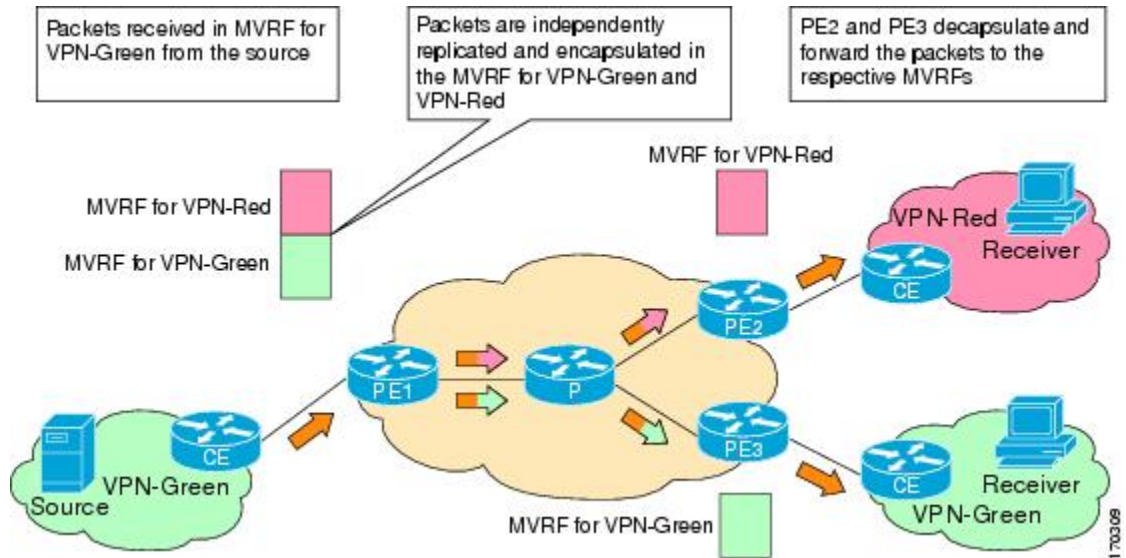 Packets received in MVRF for
VPN-Green from the source
Packets are independently
replicated and encapsulated in
the MVRF for VPN-Green and
VPN-Red
PE2 and PE3 decapsulate and
forward the packets to the
respective MVRFs
MVRF for VPN-Red
MVRF for VPN-Red
MVRF for VPN-Green
VPN-Red
Receiver
CE
PE2
PE1
P
PE3
CE
VPN-Green
Source
CE
Receiver
VPN-Green
MVRF for VPN-Green
170309